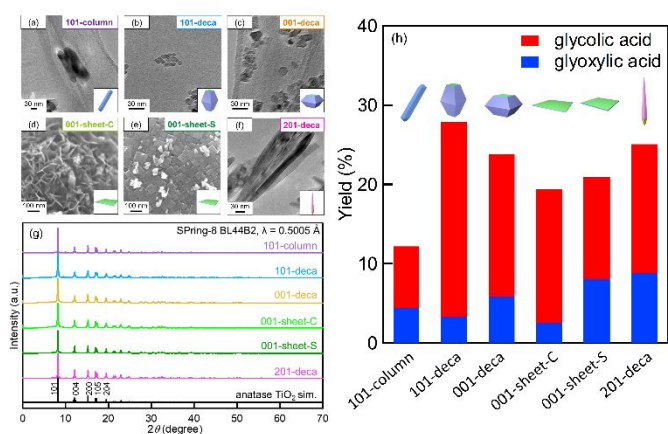 (a) 101-column
30 nm
(b) 101-deca
30 nm
(c) 001-deca
30 nm
(d) 001-sheet-C
100 nm
(e) 001-sheet-S
100 nm
(f) 201-deca
30 nm
(g) SPring-8 BL44B2, λ = 0.5005 Å
101-column
101-deca
001-deca
001-sheet-C
001-sheet-S
201-deca
101 004 200 105 204
anatase TiO₂ sim.
Intensity (a.u.)
0 10 20 30 40 50 60 70
2θ (degree)
(h)
glycolic acid
glyoxylic acid
Yield (%)
40
30
20
10
0
101-column
101-deca
001-deca
001-sheet-C
001-sheet-S
201-deca